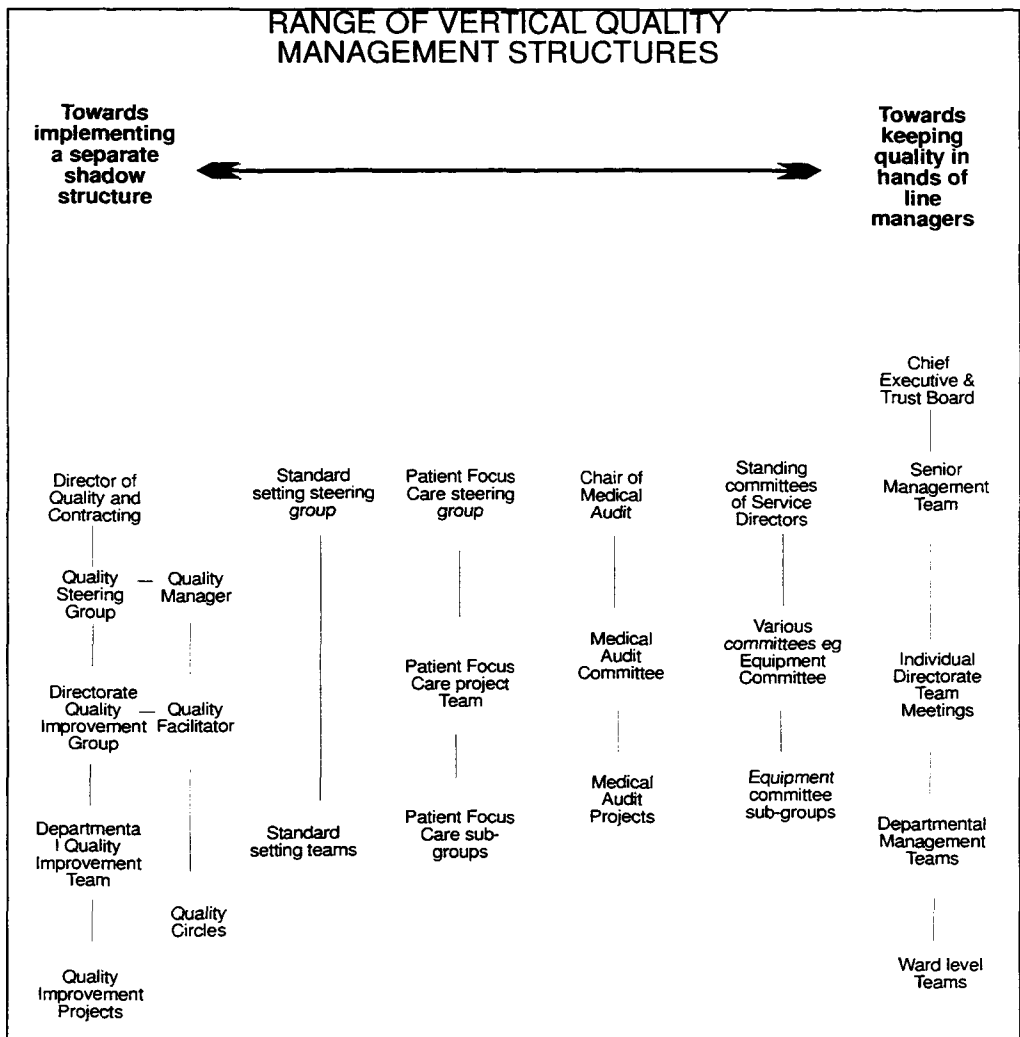 RANGE OF VERTICAL QUALITY
MANAGEMENT STRUCTURES
Towards
implementing
a separate
shadow
structure
Towards
keeping
quality in
hands of
line
managers
Director of
Quality and
Contracting
Quality
Steering
Group
Quality
Manager
Directorate
Quality
Improvement
Group
Quality
Facilitator
Departmenta
l Quality
Improvement
Team
Quality
Circles
Quality
Improvement
Projects
Standard
setting steering
group
Standard
setting teams
Patient Focus
Care steering
group
Patient Focus
Care project
Team
Patient Focus
Care sub-
groups
Chair of
Medical
Audit
Medical
Audit
Committee
Medical
Audit
Projects
Standing
committees
of Service
Directors
Various
committees eg
Equipment
Committee
Equipment
committee
sub-groups
Chief
Executive &
Trust Board
Senior
Management
Team
Individual
Directorate
Team
Meetings
Departmental
Management
Teams
Ward level
Teams